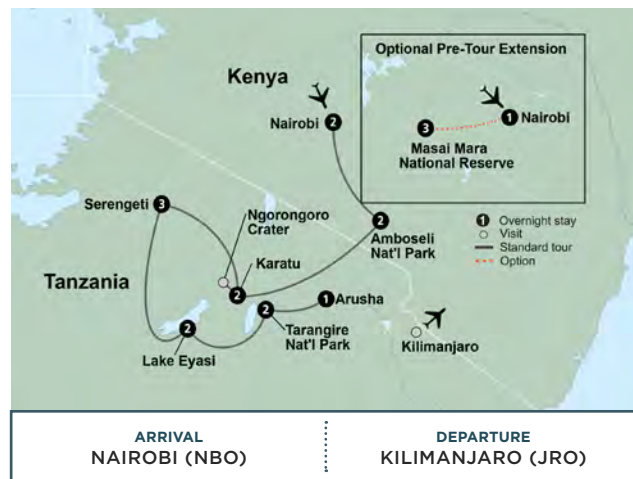 Optional Pre-Tour Extension
Kenya
Nairobi 2
1 Nairobi
3
Masai Mara
National Reserve
Serengeti 3
Ngorongoro
Crater
2
Amboseli
Nat'l Park
1 Overnight stay
Visit
Standard tour
Option
Karatu
2
Tanzania
1 Arusha
2
Tarangire
Nat'l Park
2
Lake Eyasi
Kilimanjaro
ARRIVAL
NAIROBI (NBO)
DEPARTURE
KILIMANJARO (JRO)